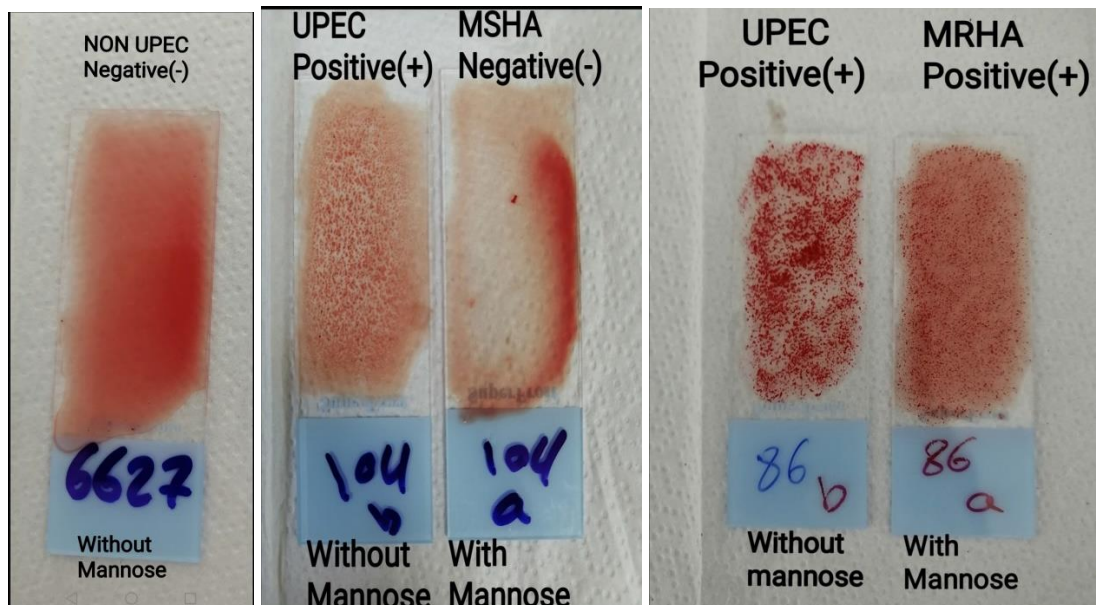 NON UPEC
Negative(-)
6627
Without
Mannose
UPEC
Positive(+)
MSHA
Negative(-)
SuperFrost
104
b
104
a
Without
Mannose
With
Mannose
UPEC
Positive(+)
MRHA
Positive(+)
86
b
86
a
Without
mannose
With
Mannose